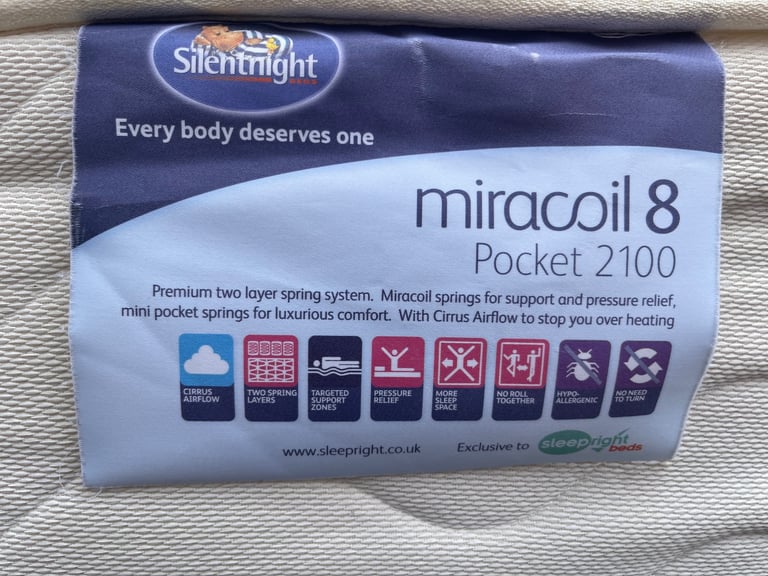 Silentnight
BEDS
Every body deserves one
miracoil 8
Pocket 2100
Premium two layer spring system. Miracoil springs for support and pressure relief,
mini pocket springs for luxurious comfort. With Cirrus Airflow to stop you over heating
CIRRUS
AIRFLOW
TWO SPRING
LAYERS
TARGETED
SUPPORT
ZONES
PRESSURE
RELIEF
MORE
SLEEP
SPACE
NO ROLL
TOGETHER
HYPO-
ALLERGENIC
NO NEED
TO TURN
www.sleepright.co.uk
Exclusive to
sleepright
beds